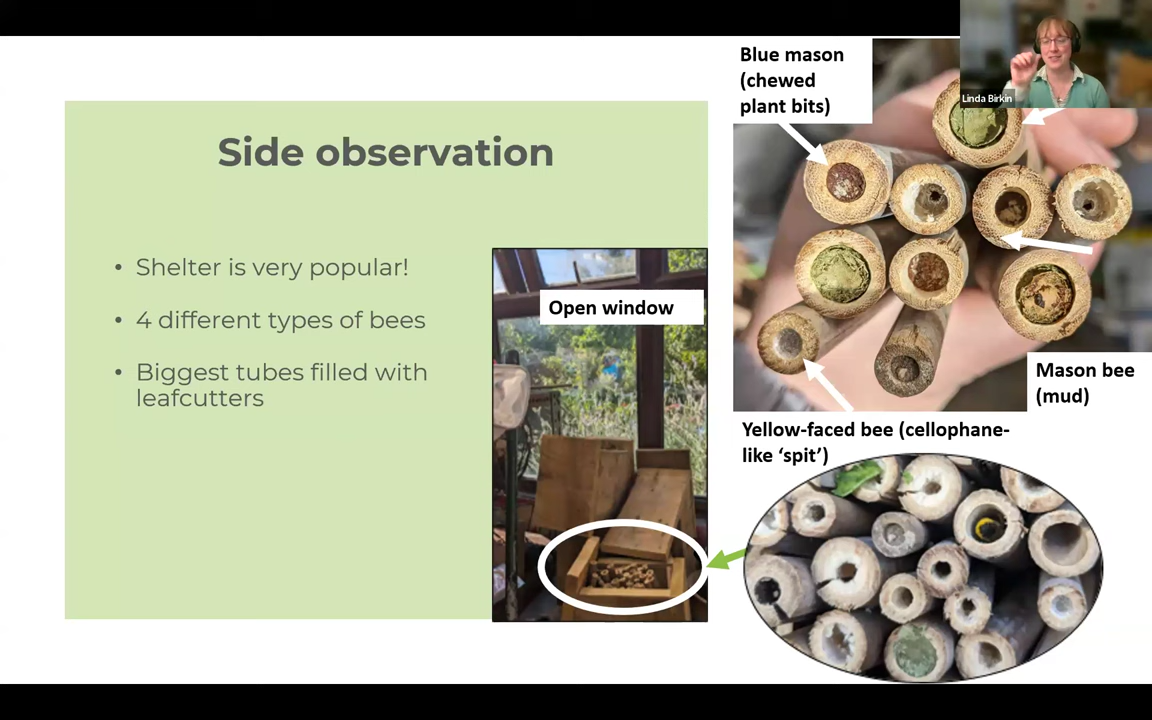 Side observation
• Shelter is very popular!
• 4 different types of bees
• Biggest tubes filled with
leafcutters
Open window
Blue mason
(chewed
plant bits)
Linda Birkin
Mason bee
(mud)
Yellow-faced bee (cellophane-
like ‘spit’)